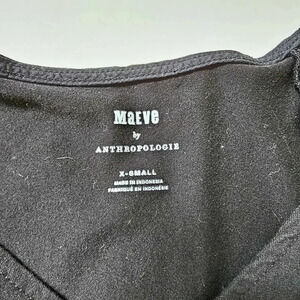 MaEve
by
ANTHROPOLOGIE
X-SMALL
MADE IN INDONESIA
FABRIQUÉ EN INDONÉSIE